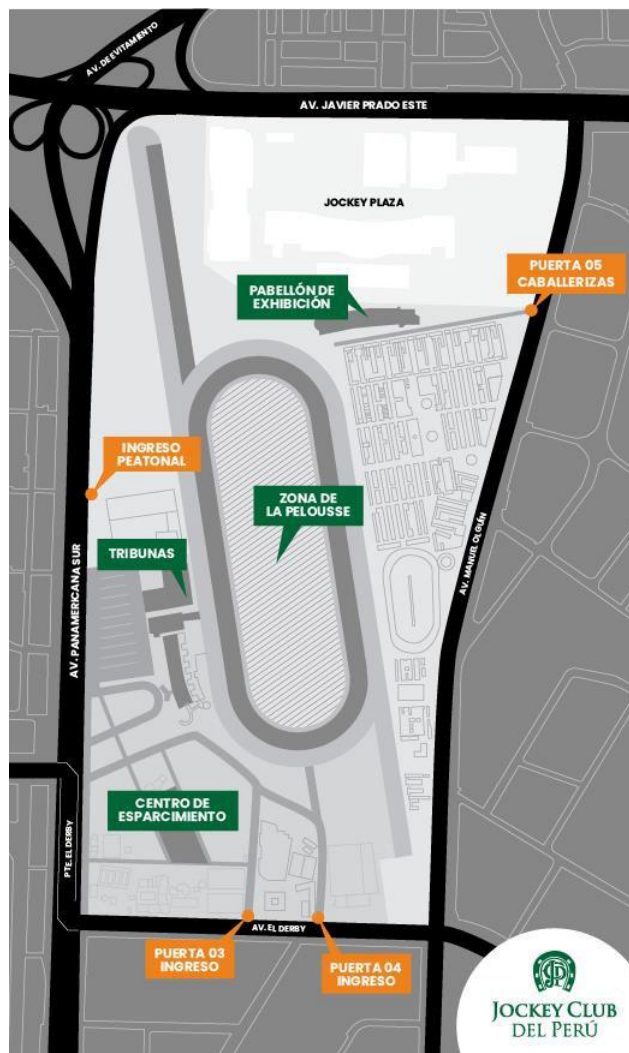 AV. DE EVITAMIENTO
AV. JAVIER PRADO ESTE
JOCKEY PLAZA
PUERTA 05
CABALLERIZAS
PABELLÓN DE
EXHIBICIÓN
INGRESO
PEATONAL
ZONA DE
LA PELOUSSE
TRIBUNAS
AV. MANUEL OLGUÍN
AV. PANAMERICANA SUR
CENTRO DE
ESPARCIMIENTO
PTE. EL DERBY
AV. EL DERBY
PUERTA 03
INGRESO
PUERTA 04
INGRESO
JOCKEY CLUB
DEL PERÚ